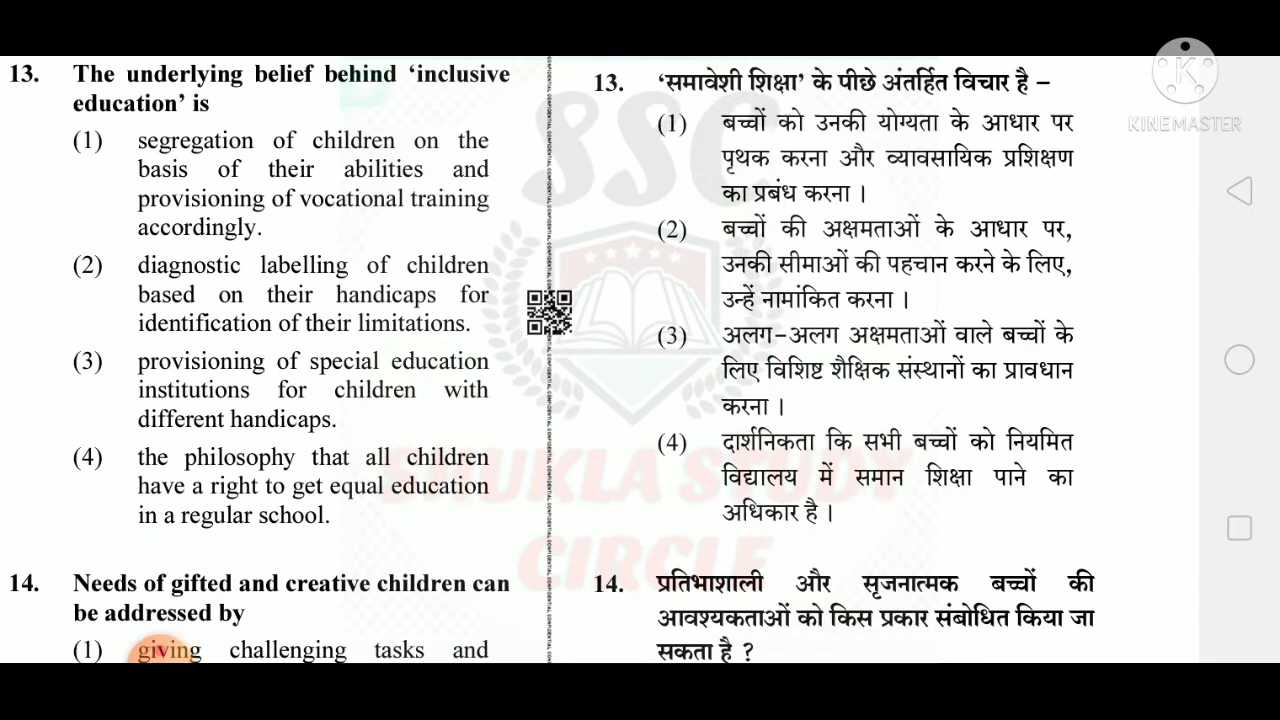 13. The underlying belief behind ‘inclusive
education’ is
(1) segregation of children on the
basis of their abilities and
provisioning of vocational training
accordingly.
(2) diagnostic labelling of children
based on their handicaps for
identification of their limitations.
(3) provisioning of special education
institutions for children with
different handicaps.
(4) the philosophy that all children
have a right to get equal education
in a regular school.
14. Needs of gifted and creative children can
be addressed by
(1) giving challenging tasks and
13. ‘समावेशी शिक्षा’ के पीछे अंतर्हित विचार है –
(1) बच्चों को उनकी योग्यता के आधार पर
पृथक करना और व्यावसायिक प्रशिक्षण
का प्रबंध करना ।
(2) बच्चों की अक्षमताओं के आधार पर,
उनकी सीमाओं की पहचान करने के लिए,
उन्हें नामांकित करना ।
(3) अलग-अलग अक्षमताओं वाले बच्चों के
लिए विशिष्ट शैक्षिक संस्थानों का प्रावधान
करना ।
(4) दार्शनिकता कि सभी बच्चों को नियमित
विद्यालय में समान शिक्षा पाने का
अधिकार है ।
14. प्रतिभाशाली और सृजनात्मक बच्चों की
आवश्यकताओं को किस प्रकार संबोधित किया जा
सकता है ?
SSC
SHUKLA STUDY
CIRCLE
K
KINEMASTER